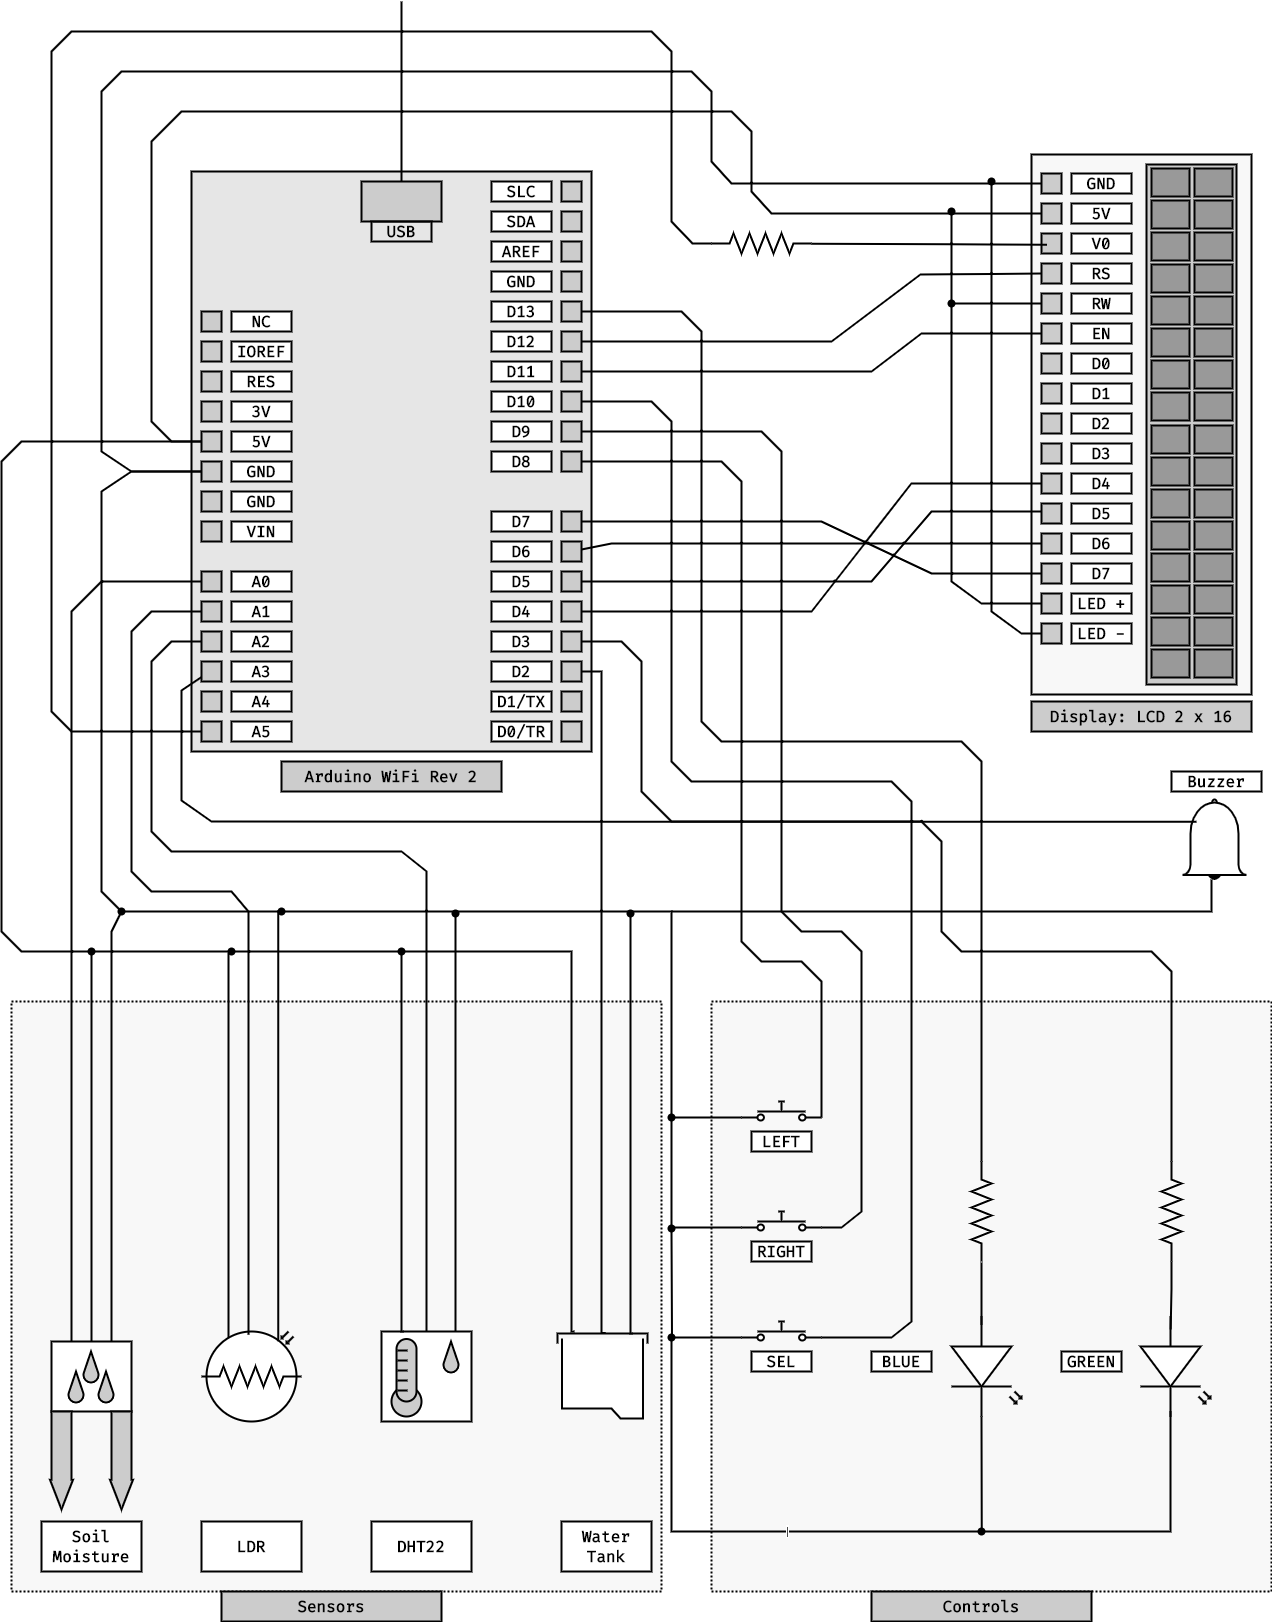 USB
SLC
SDA
AREF
GND
D13
D12
D11
D10
D9
D8
D7
D6
D5
D4
D3
D2
D1/TX
D0/TR
NC
IOREF
RES
3V
5V
GND
GND
VIN
A0
A1
A2
A3
A4
A5
Arduino WiFi Rev 2
GND
5V
V0
RS
RW
EN
D0
D1
D2
D3
D4
D5
D6
D7
LED +
LED -
Display: LCD 2 x 16
Buzzer
LEFT
RIGHT
SEL
BLUE
GREEN
Soil
Moisture
LDR
DHT22
Water
Tank
Sensors
Controls